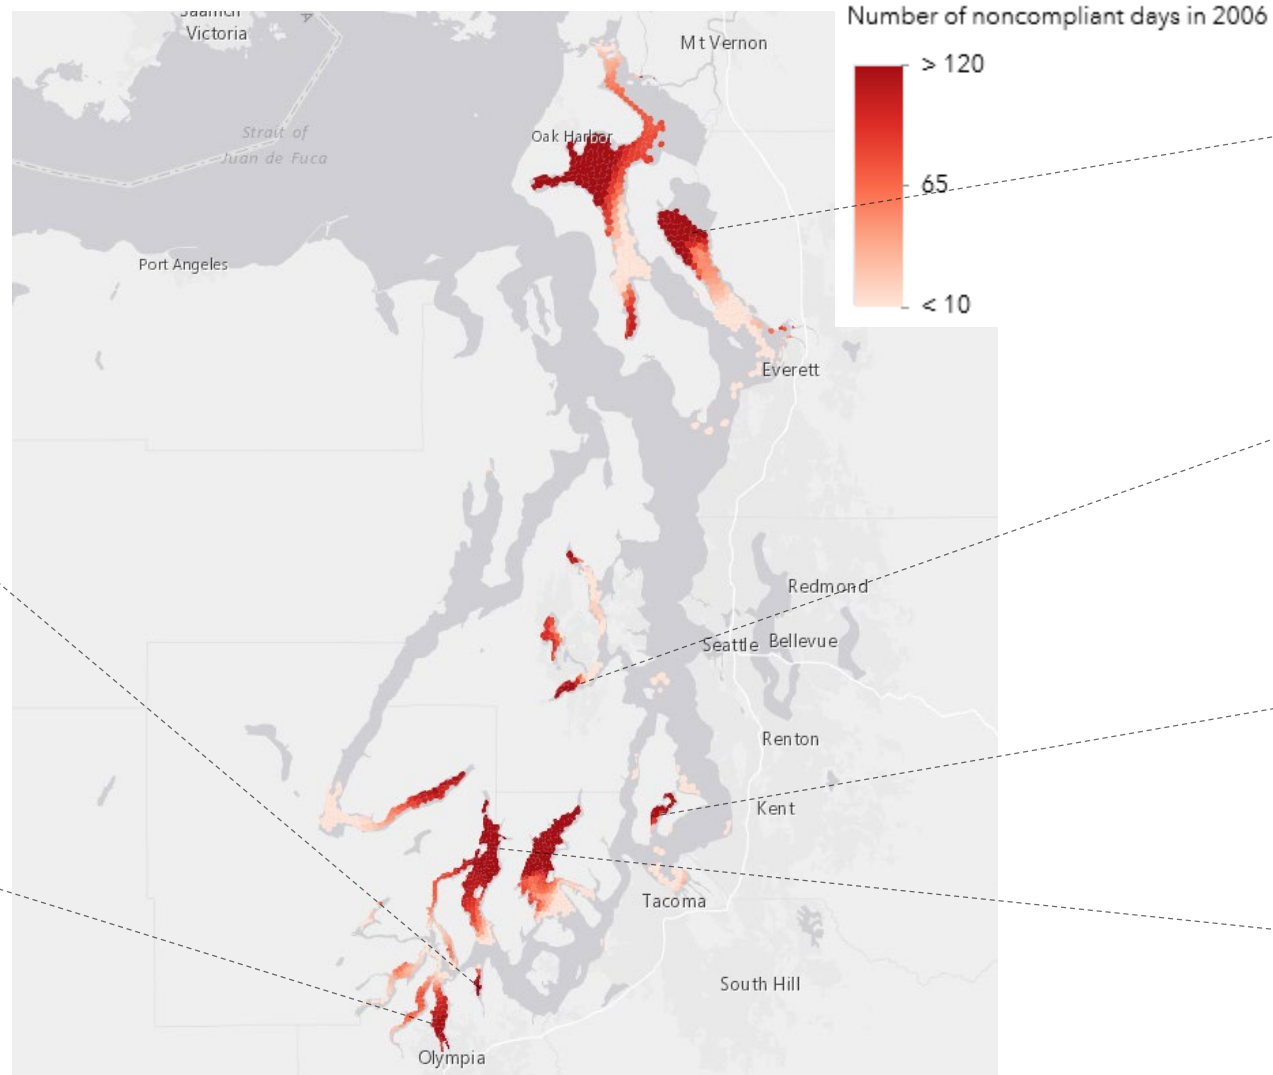 Number of noncompliant days in 2006
> 120
65
< 10
Saanich
Victoria
Mt Vernon
Strait of
Juan de Fuca
Oak Harbor
Port Angeles
Everett
Redmond
Seattle
Bellevue
Renton
Kent
Tacoma
South Hill
Olympia